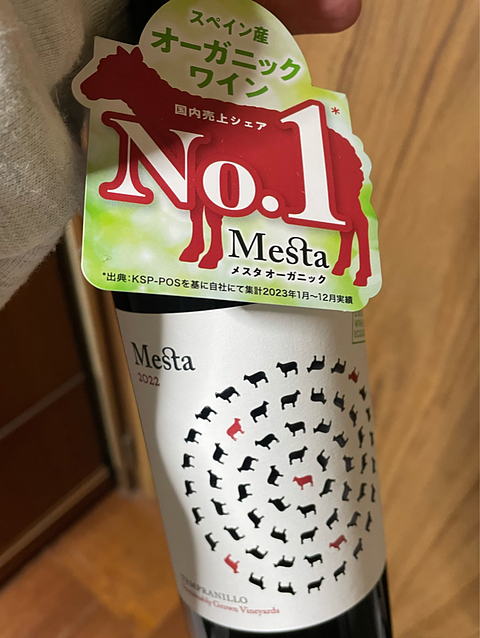 スペイン産
オーガニック
ワイン
国内売上シェア
No.1*
Mesta
メスタ オーガニック
*出典:KSP-POSを基に自社にて集計2023年1月〜12月実績
Mesta
2022
TEMPRANILLO
Sustainably Grown Vineyards